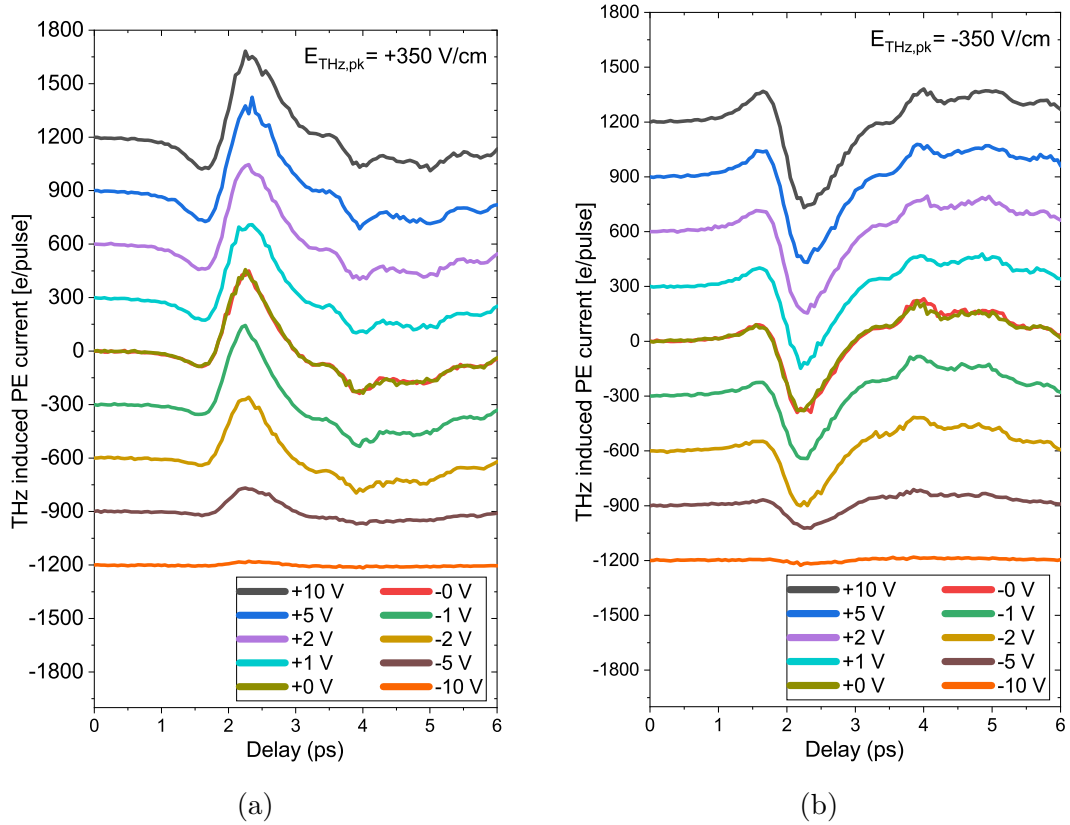 E_THz,pk = +350 V/cm
THz induced PE current [e/pulse]
1800
1500
1200
900
600
300
0
-300
-600
-900
-1200
-1500
-1800
+10 V -0 V
+5 V -1 V
+2 V -2 V
+1 V -5 V
+0 V -10 V
0 1 2 3 4 5 6
Delay (ps)
(a)
E_THz,pk = -350 V/cm
THz induced PE current [e/pulse]
1800
1500
1200
900
600
300
0
-300
-600
-900
-1200
-1500
-1800
+10 V -0 V
+5 V -1 V
+2 V -2 V
+1 V -5 V
+0 V -10 V
0 1 2 3 4 5 6
Delay (ps)
(b)